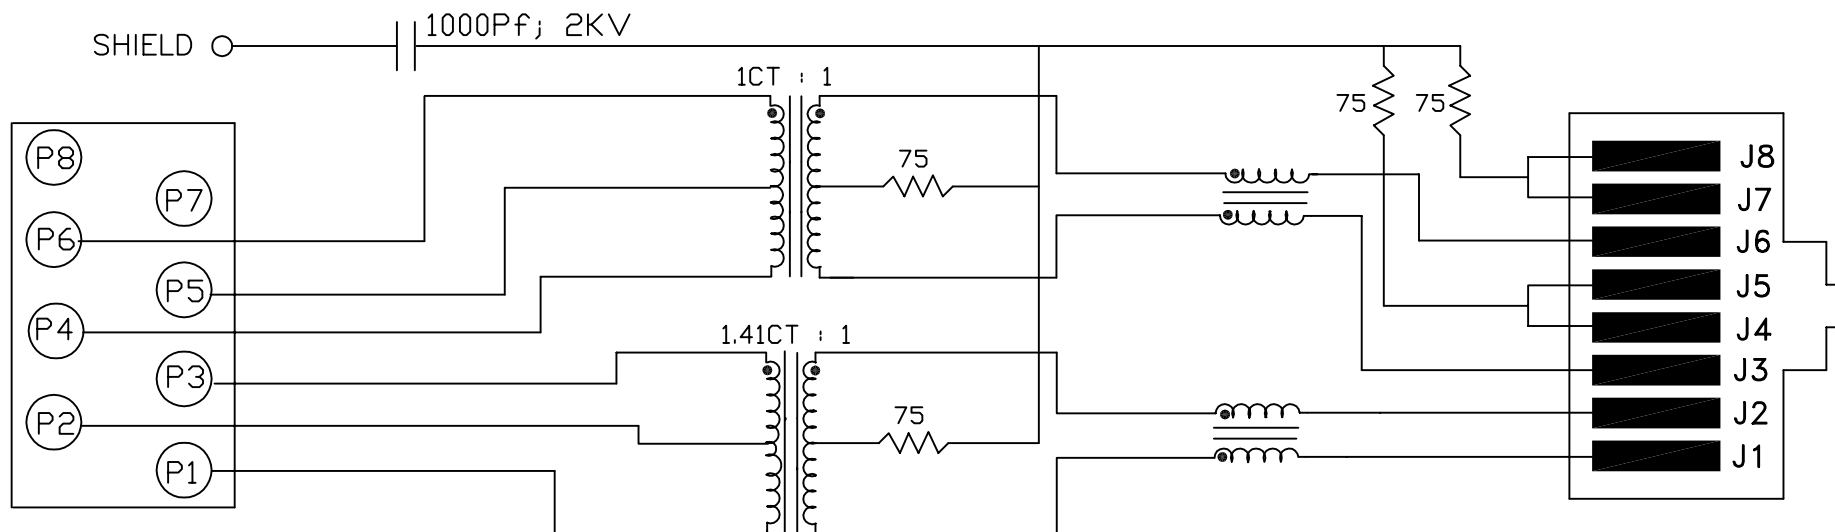 SHIELD
1000Pf; 2KV
1CT : 1
75
75
75
1.41CT : 1
75
P8
P7
P6
P5
P4
P3
P2
P1
J8
J7
J6
J5
J4
J3
J2
J1